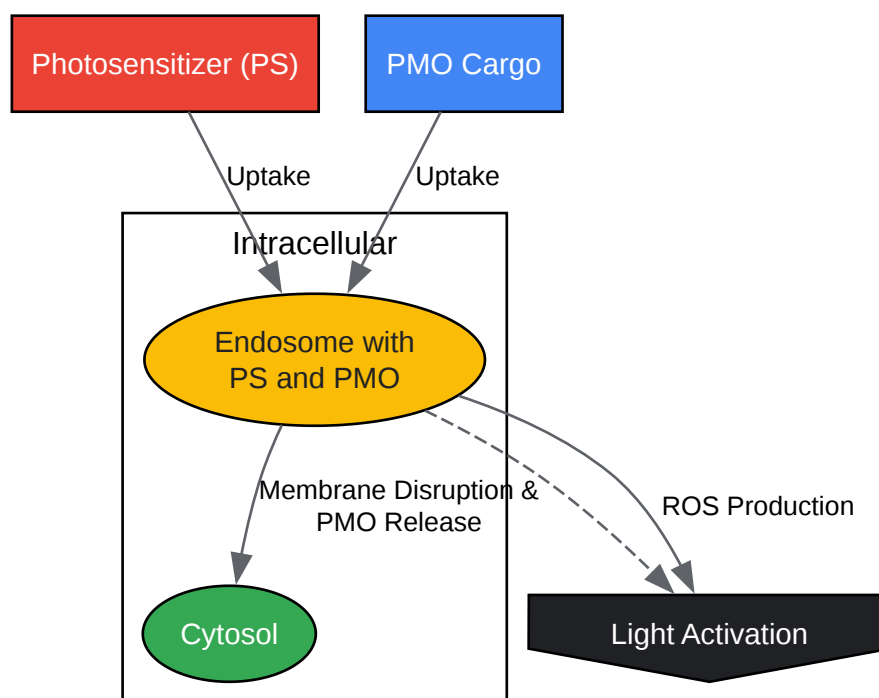 Photosensitizer (PS)
PMO Cargo
Uptake
Uptake
Intracellular
Endosome with
PS and PMO
Membrane Disruption &
PMO Release
ROS Production
Cytosol
Light Activation